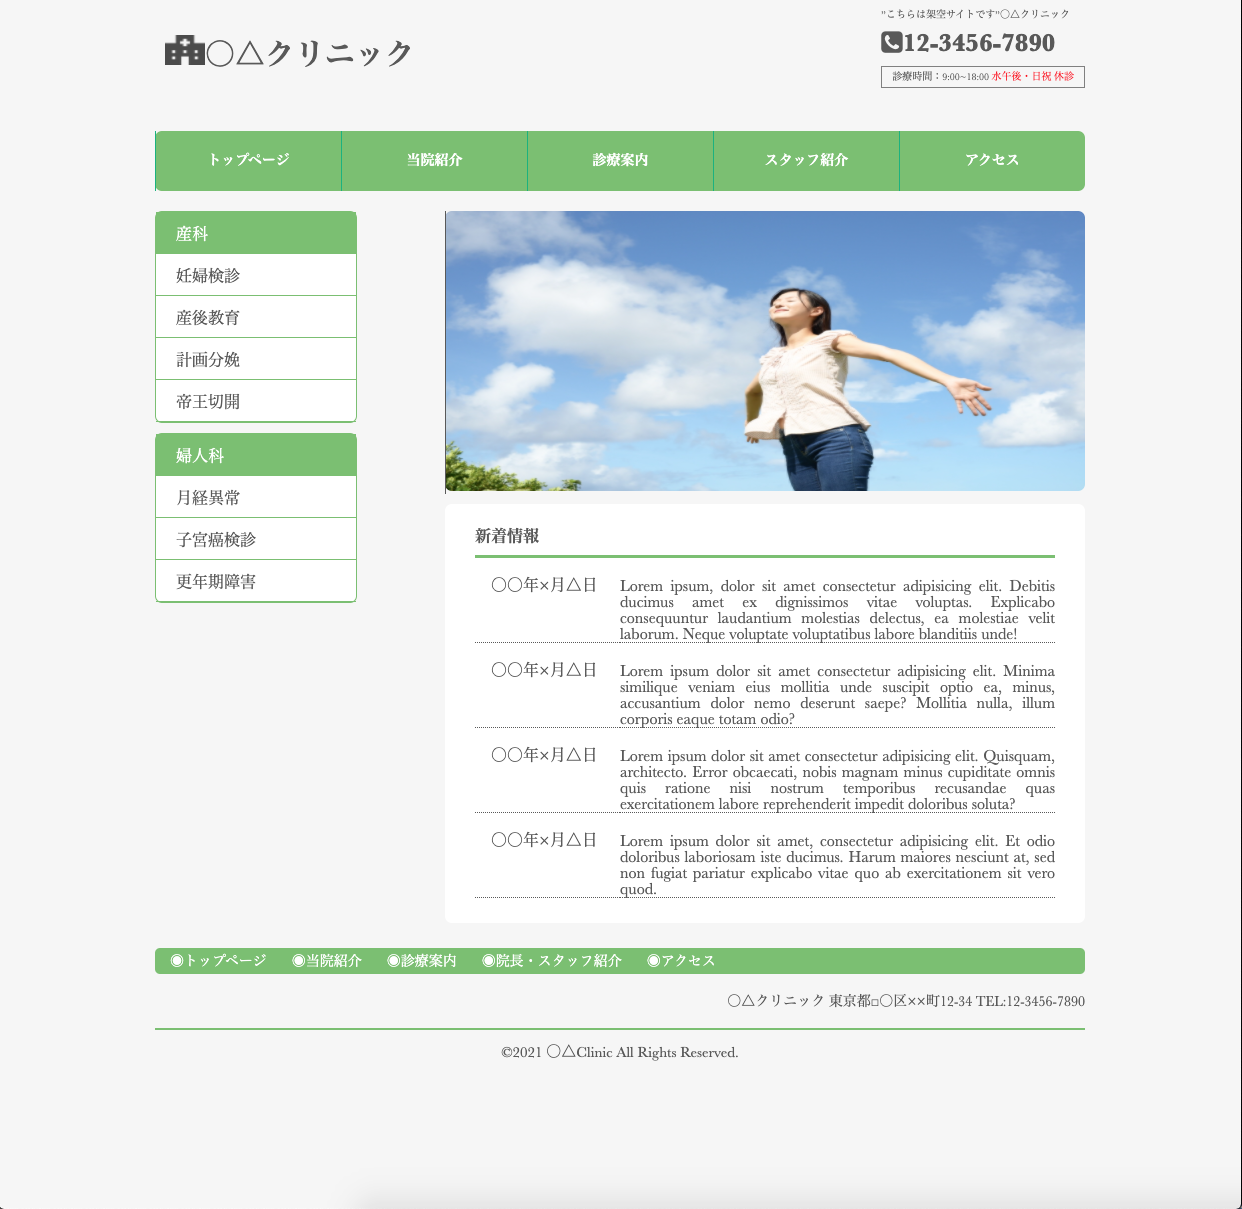 "こちらは架空サイトです"〇△クリニック
〇△クリニック
12-3456-7890
診療時間：9:00~18:00 水午後・日祝 休診
トップページ 当院紹介 診療案内 スタッフ紹介 アクセス
産科
妊婦検診
産後教育
計画分娩
帝王切開
婦人科
月経異常
子宮癌検診
更年期障害
新着情報
〇〇年×月△日
Lorem ipsum, dolor sit amet consectetur adipisicing elit. Debitis
ducimus amet ex dignissimos vitae voluptas. Explicabo
consequuntur laudantium molestias delectus, ea molestiae velit
laborum. Neque voluptate voluptatibus labore blanditiis unde!
〇〇年×月△日
Lorem ipsum dolor sit amet consectetur adipisicing elit. Minima
similique veniam eius mollitia unde suscipit optio ea, minus,
accusantium dolor nemo deserunt saepe? Mollitia nulla, illum
corporis eaque totam odio?
〇〇年×月△日
Lorem ipsum dolor sit amet consectetur adipisicing elit. Quisquam,
architecto. Error obcaecati, nobis magnam minus cupiditate omnis
quis ratione nisi nostrum temporibus recusandae quas
exercitationem labore reprehenderit impedit doloribus soluta?
〇〇年×月△日
Lorem ipsum dolor sit amet, consectetur adipisicing elit. Et odio
doloribus laboriosam iste ducimus. Harum maiores nesciunt at, sed
non fugiat pariatur explicabo vitae quo ab exercitationem sit vero
quod.
◉トップページ ◉当院紹介 ◉診療案内 ◉院長・スタッフ紹介 ◉アクセス
〇△クリニック 東京都□〇区××町12-34 TEL:12-3456-7890
©2021 〇△Clinic All Rights Reserved.